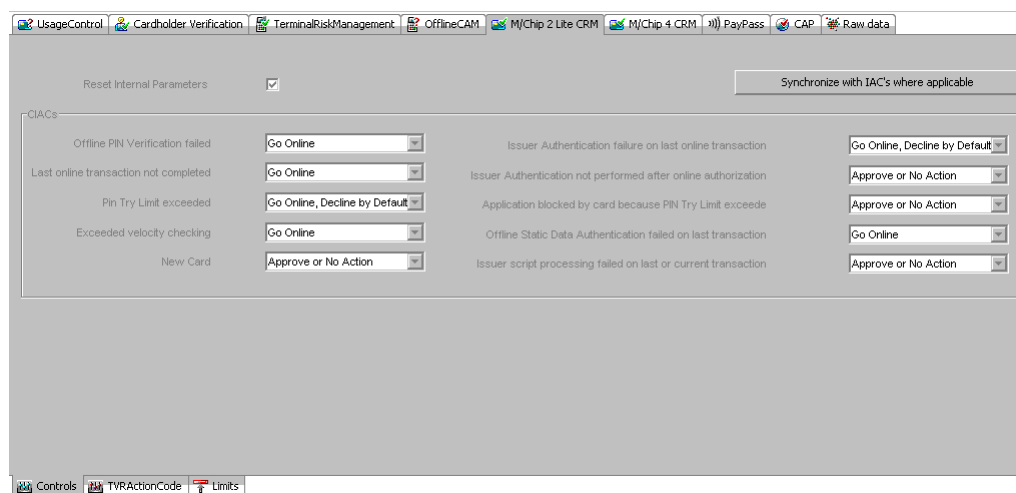 UsageControl Cardholder Verification TerminalRiskManagement OfflineCAM M/Chip 2 Lite CRM M/Chip 4 CRM PayPass CAP Raw data
Reset Internal Parameters Synchronize with IAC's where applicable
CIACs
Offline PIN Verification failed Go Online Issuer Authentication failure on last online transaction Go Online, Decline by Default
Last online transaction not completed Go Online Issuer Authentication not performed after online authorization Approve or No Action
Pin Try Limit exceeded Go Online, Decline by Default Application blocked by card because PIN Try Limit exceede Approve or No Action
Exceeded velocity checking Go Online Offline Static Data Authentication failed on last transaction Go Online
New Card Approve or No Action Issuer script processing failed on last or current transaction Approve or No Action
Controls TVRActionCode Limits